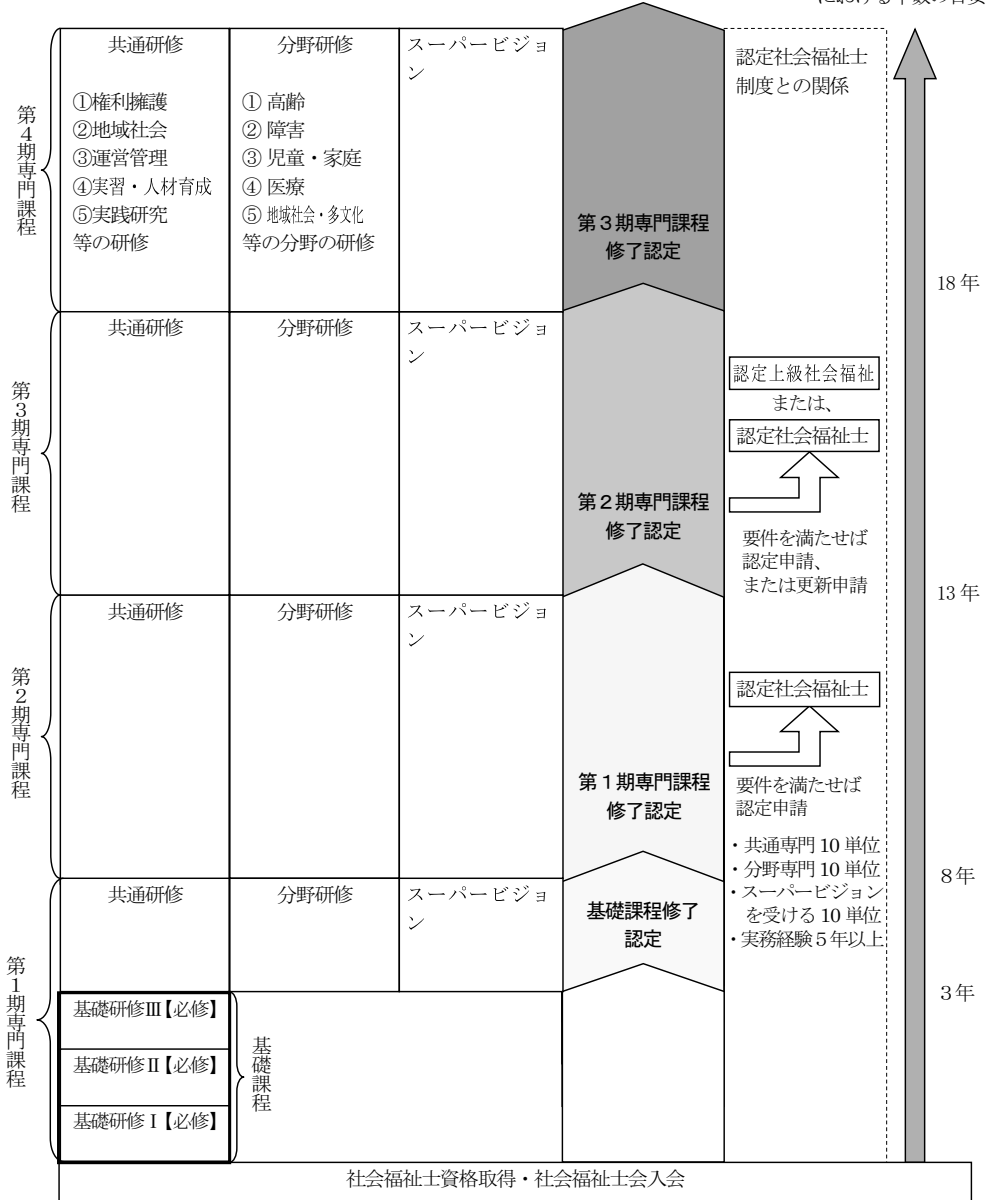 共通研修
分野研修
スーパービジョ
ン
①権利擁護
②地域社会
③運営管理
④実習・人材育成
⑤実践研究
等の研修
① 高齢
② 障害
③ 児童・家庭
④ 医療
⑤ 地域社会・多文化
等の分野の研修
第4期専門課程
第3期専門課程
修了認定
認定社会福祉士
制度との関係
18年
共通研修
分野研修
スーパービジョ
ン
第3期専門課程
第2期専門課程
修了認定
認定上級社会福祉
または、
認定社会福祉士
要件を満たせば
認定申請、
または更新申請
13年
共通研修
分野研修
スーパービジョ
ン
第2期専門課程
第1期専門課程
修了認定
認定社会福祉士
要件を満たせば
認定申請
・共通専門10単位
・分野専門10単位
・スーパービジョン
を受ける10単位
・実務経験5年以上
8年
共通研修
分野研修
スーパービジョ
ン
第1期専門課程
基礎課程修了
認定
3年
基礎研修Ⅲ【必修】
基礎研修Ⅱ【必修】
基礎研修Ⅰ【必修】
基礎課程
社会福祉士資格取得・社会福祉士会入会